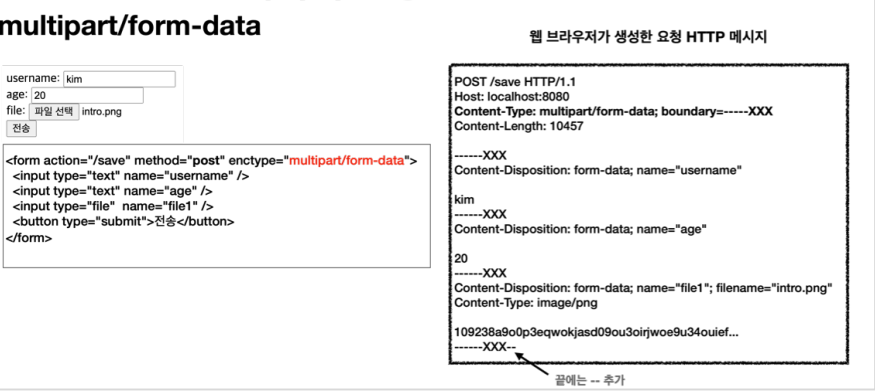 multipart/form-data
웹 브라우저가 생성한 요청 HTTP 메시지
username: kim
age: 20
file: 파일 선택 intro.png
전송
<form action="/save" method="post" enctype="multipart/form-data">
<input type="text" name="username" />
<input type="text" name="age" />
<input type="file" name="file1" />
<button type="submit">전송</button>
</form>
POST /save HTTP/1.1
Host: localhost:8080
Content-Type: multipart/form-data; boundary=-----XXX
Content-Length: 10457
------XXX
Content-Disposition: form-data; name="username"
kim
------XXX
Content-Disposition: form-data; name="age"
20
------XXX
Content-Disposition: form-data; name="file1"; filename="intro.png"
Content-Type: image/png
109238a9o0p3eqwokjasd09ou3oirjwoe9u34ouief...
------XXX--
끝에는 -- 추가